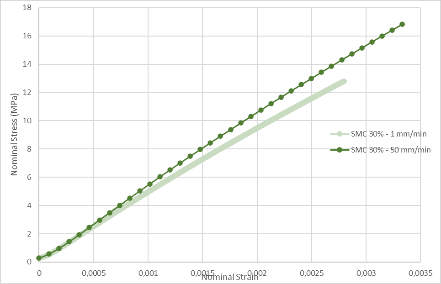 18
16
14
12
10
8
6
4
2
0
Nominal Stress (MPa)
SMC 30% - 1 mm/min
SMC 30% - 50 mm/min
0 0,0005 0,001 0,0015 0,002 0,0025 0,003 0,0035
Nominal Strain